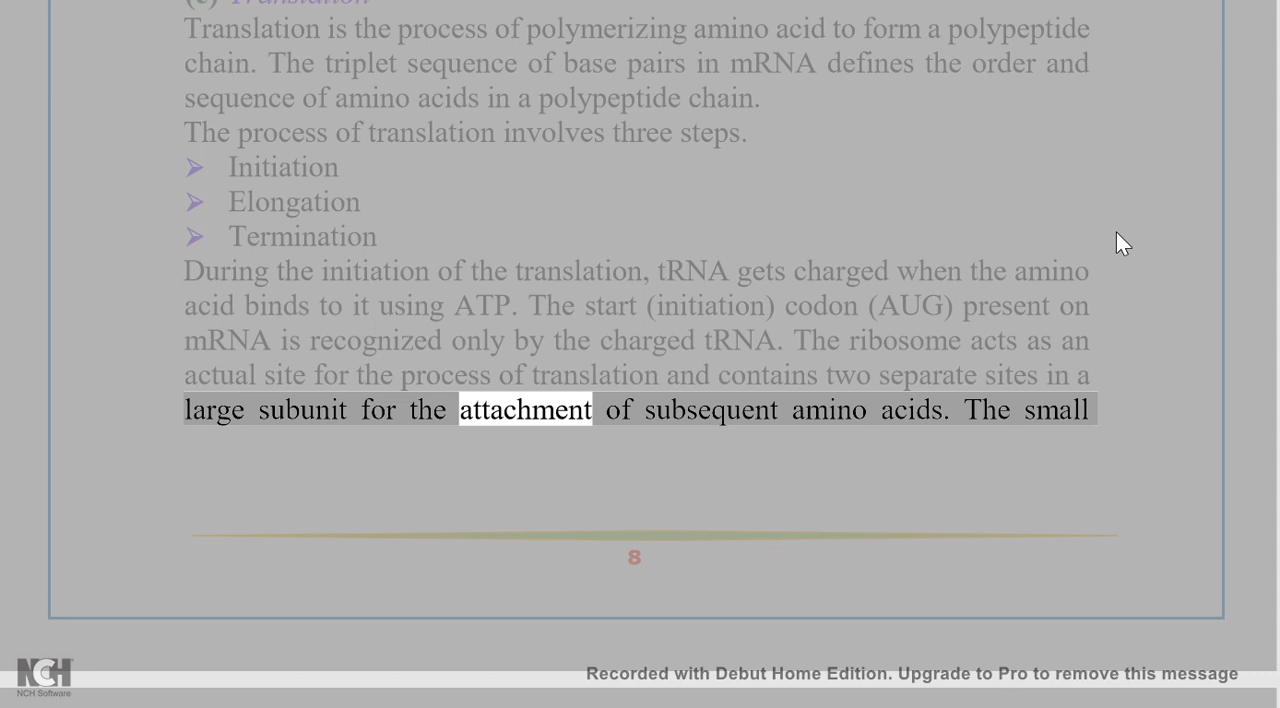 (c) Translation
Translation is the process of polymerizing amino acid to form a polypeptide
chain. The triplet sequence of base pairs in mRNA defines the order and
sequence of amino acids in a polypeptide chain.
The process of translation involves three steps.
➢ Initiation
➢ Elongation
➢ Termination
During the initiation of the translation, tRNA gets charged when the amino
acid binds to it using ATP. The start (initiation) codon (AUG) present on
mRNA is recognized only by the charged tRNA. The ribosome acts as an
actual site for the process of translation and contains two separate sites in a
large subunit for the attachment of subsequent amino acids. The small
8
NCH
NCH Software
Recorded with Debut Home Edition. Upgrade to Pro to remove this message